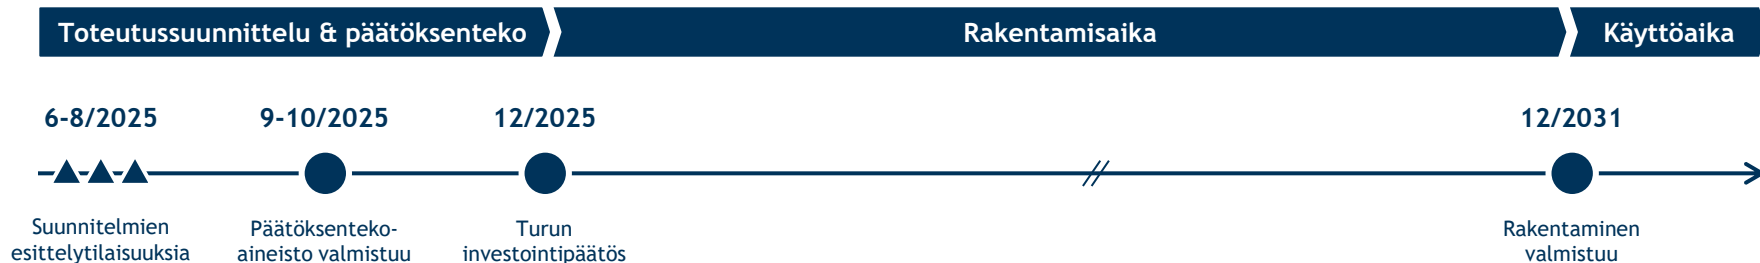 Toteutussuunnittelu & päätöksenteko
Rakentamisaika
Käyttöaika
6-8/2025
9-10/2025
12/2025
12/2031
Suunnitelmien
esittelytilaisuuksia
Päätöksenteko-
aineisto valmistuu
Turun
investointipäätös
Rakentaminen
valmistuu